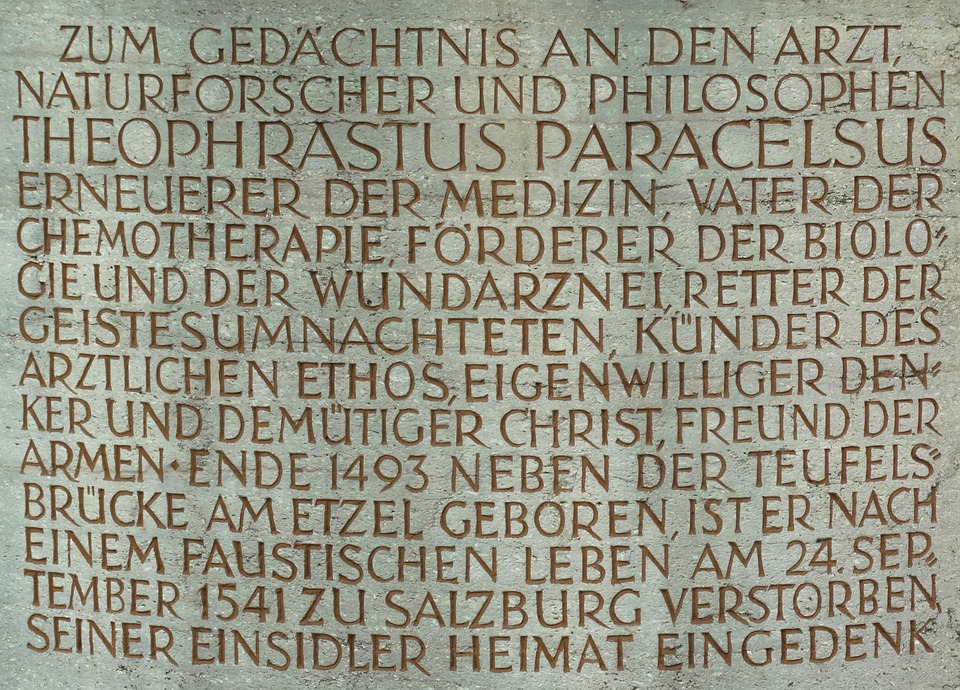 ZUM GEDÄCHTNIS AN DEN ARZT,
NATURFORSCHER UND PHILOSOPHEN
THEOPHRASTUS PARACELSUS
ERNEUERER DER MEDIZIN, VATER DER
CHEMOTHERAPIE, FÖRDERER DER BIOLO=
GIE UND DER WUNDARZNEI, RETTER DER
GEISTESUMNACHTETEN, KÜNDER DES
ARZTLICHEN ETHOS, EIGENWILLIGER DEN=
KER UND DEMÜTIGER CHRIST, FREUND DER
ARMEN · ENDE 1493 NEBEN DER TEUFELS=
BRÜCKE AM ETZEL GEBOREN, IST ER NACH
EINEM FAUSTISCHEN LEBEN AM 24. SEP=
TEMBER 1541 ZU SALZBURG VERSTORBEN,
SEINER EINSIDLER HEIMAT EINGEDENK